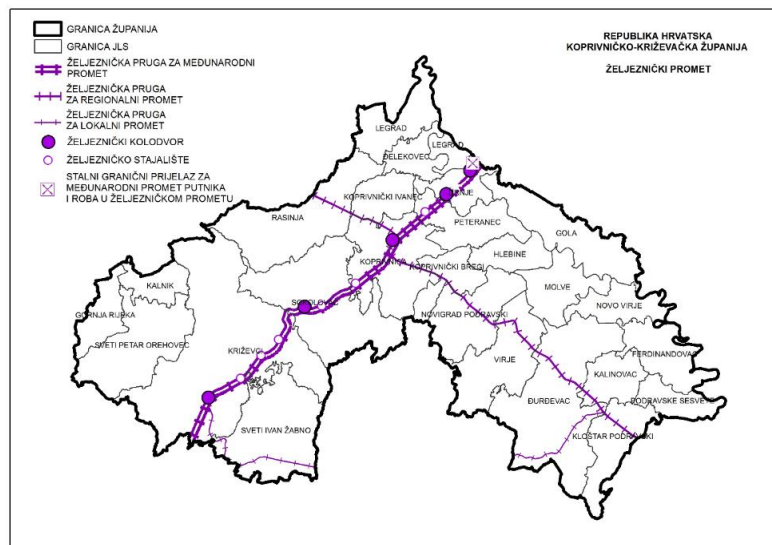 GRANICA ŽUPANIJA
GRANICA JLS
ŽELJEZNIČKA PRUGA ZA MEĐUNARODNI
PROMET
ŽELJEZNIČKA PRUGA
ZA REGIONALNI PROMET
ŽELJEZNIČKA PRUGA
ZA LOKALNI PROMET
ŽELJEZNIČKI KOLODVOR
ŽELJEZNIČKO STAJALIŠTE
STALNI GRANIČNI PRIJELAZ ZA
MEĐUNARODNI PROMET PUTNIKA
I ROBA U ŽELJEZNIČKOM PROMETU
REPUBLIKA HRVATSKA
KOPRIVNIČKO-KRIŽEVAČKA ŽUPANIJA
ŽELJEZNIČKI PROMET
LEGRAD
LEGRAD
ĐELEKOVEC
KOPRIVNIČKI IVANEC
RASINJA
PETERANEC
GOLA
HLEBINE
KOPRIVNICA
KOPRIVNIČKI BREGI
KALNIK
MOLVE
NOVO VIRJE
SOKOLOVAC
GORNJA RIJEKA
NOVIGRAD PODRAVSKI
SVETI PETAR OREHOVEC
KRIŽEVCI
VIRJE
FERDINANDOVAC
KALINOVAC
ĐURĐEVAC
PODRAVSKE SESVETE
SVETI IVAN ŽABNO
KLOŠTAR PODRAVSKI